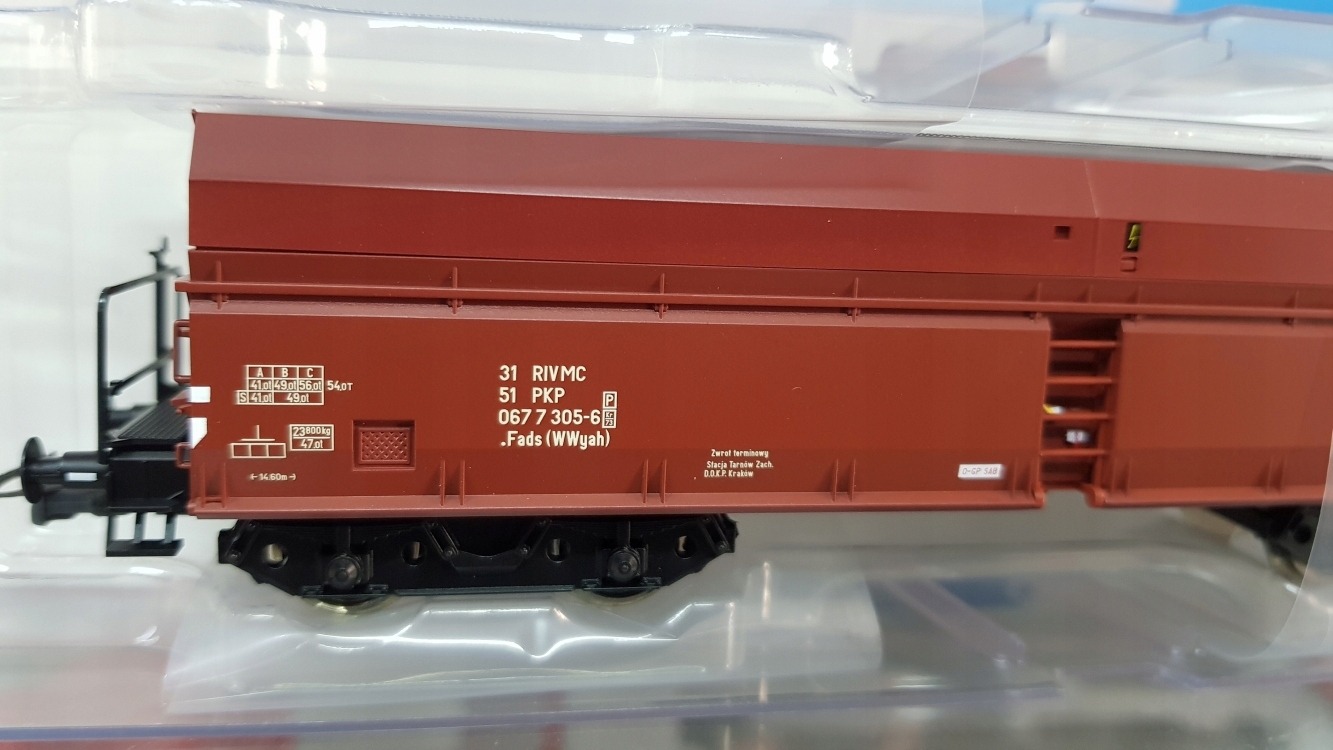 A B C
41,0t 49,0t 56,0t 54,0T
S 41,0t 49,0t
23800kg
47,0t
14,60m
31 RIV MC
51 PKP P
067 7 305-6
73
.Fads (WWyah)
Zwrot terminowy
Stacja Tarnów Zach.
D.O.K.P. Kraków